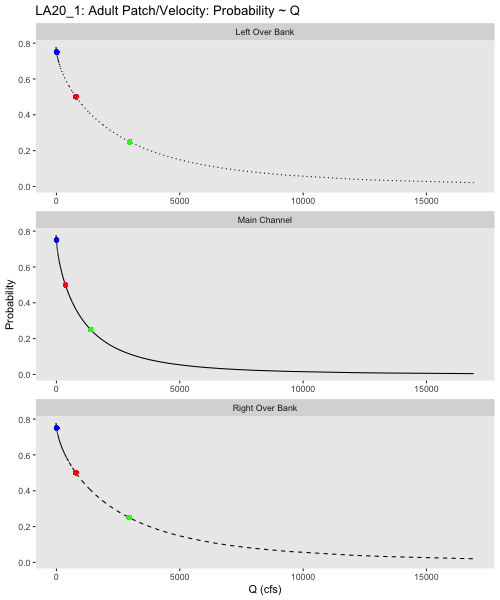 LA20_1: Adult Patch/Velocity: Probability ~ Q
Left Over Bank
0.8
0.6
0.4
0.2
0.0
0 5000 10000 15000
Main Channel
0.8
0.6
0.4
0.2
0.0
0 5000 10000 15000
Right Over Bank
0.8
0.6
0.4
0.2
0.0
0 5000 10000 15000
Probability
Q (cfs)